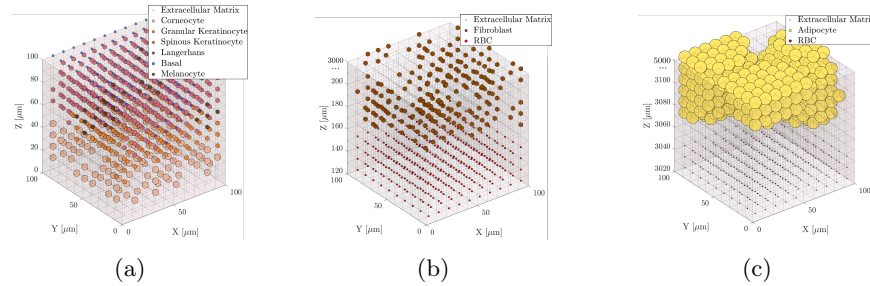 Extracellular Matrix
Corneocyte
Granular Keratinocyte
Spinous Keratinocyte
Langerhans
Basal
Melanocyte
100
80
60
40
20
0
Z [μm]
100
50
0
Y [μm]
0
50
100
X [μm]
(a)
Extracellular Matrix
Fibroblast
RBC
3000
...
200
180
160
140
120
Z [μm]
100
50
0
Y [μm]
0
50
100
X [μm]
(b)
Extracellular Matrix
Adipocyte
RBC
5000
...
3100
3080
3060
3040
3020
Z [μm]
100
50
0
Y [μm]
0
50
100
X [μm]
(c)